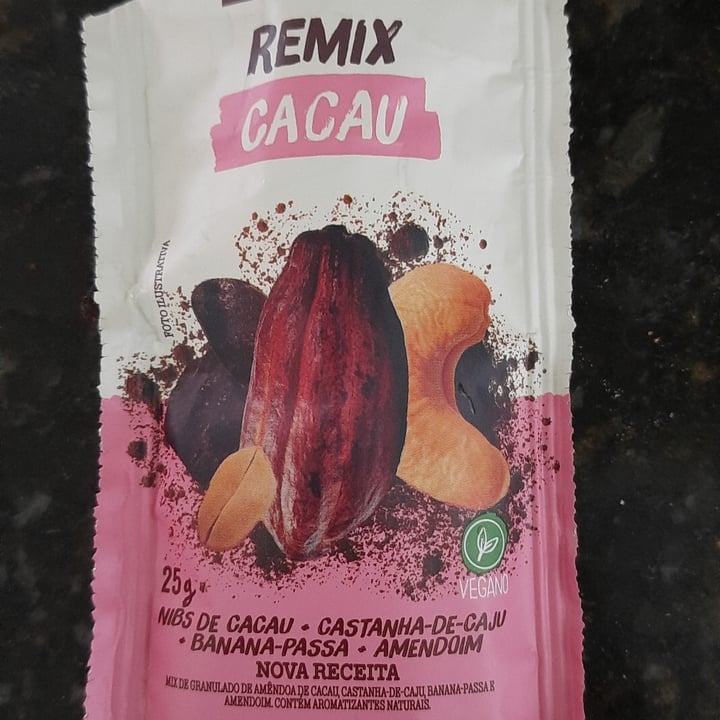 REMIX
CACAU
FOTO ILUSTRATIVA
25g
VEGANO
NIBS DE CACAU • CASTANHA-DE-CAJU
• BANANA-PASSA • AMENDOIM
NOVA RECEITA
MIX DE GRANULADO DE AMÊNDOA DE CACAU, CASTANHA-DE-CAJU, BANANA-PASSA E
AMENDOIM. CONTÉM AROMATIZANTES NATURAIS.